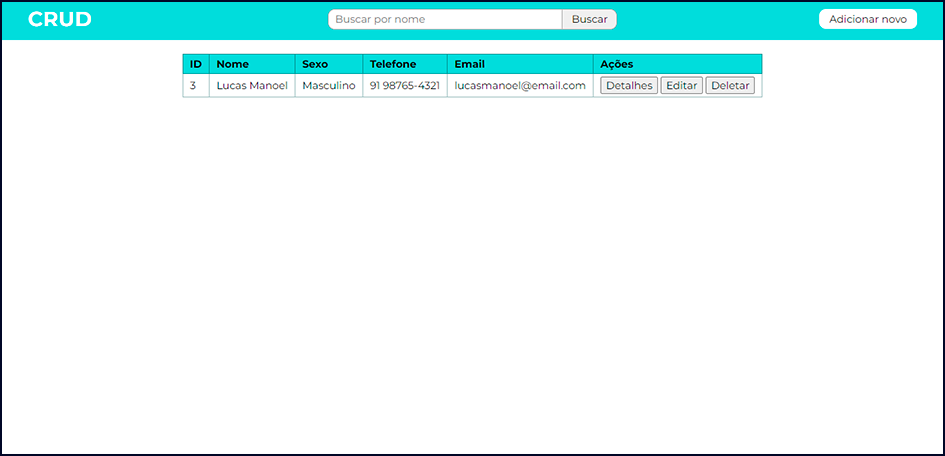 CRUD Buscar por nome Buscar Adicionar novo
ID Nome Sexo Telefone Email Ações
3 Lucas Manoel Masculino 91 98765-4321 lucasmanoel@email.com Detalhes Editar Deletar